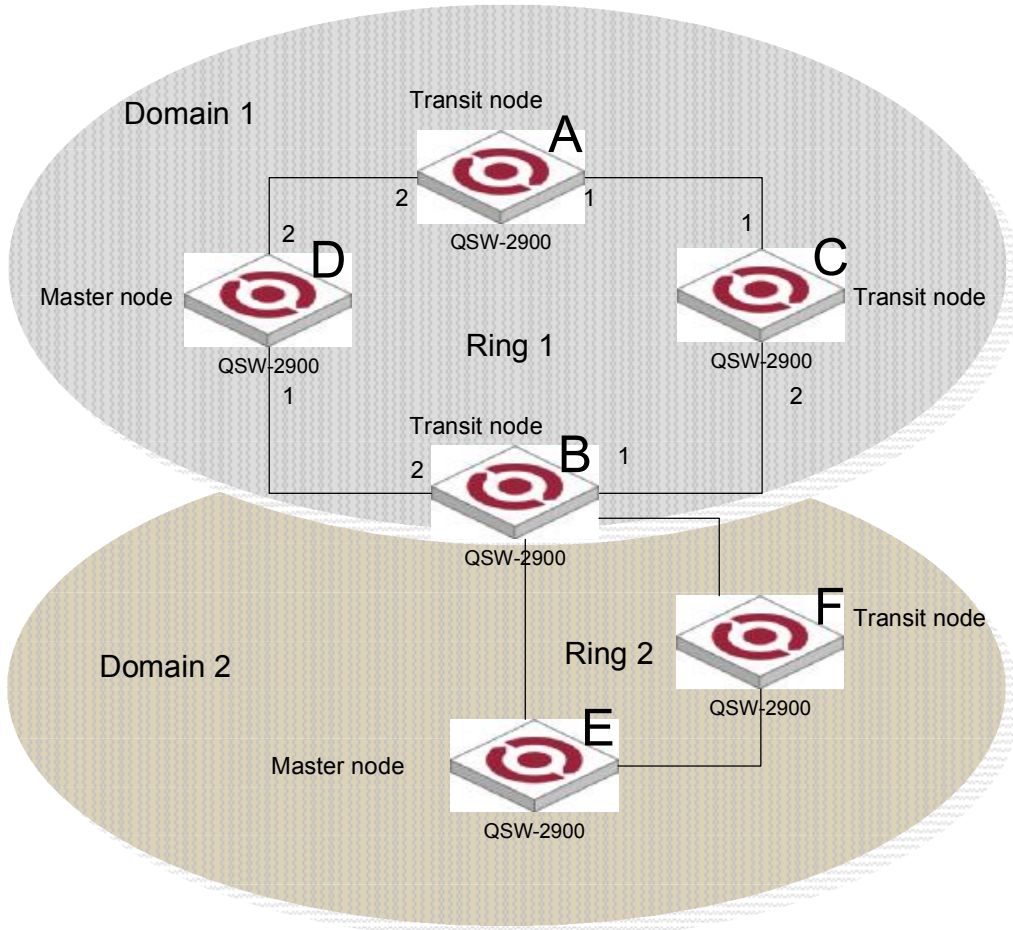 Transit node
Domain 1
A
2
1
QSW-2900
2
1
D
C
Master node
Transit node
Ring 1
QSW-2900
QSW-2900
1
2
Transit node
B
2
1
QSW-2900
F
Transit node
Domain 2
Ring 2
QSW-2900
E
Master node
QSW-2900